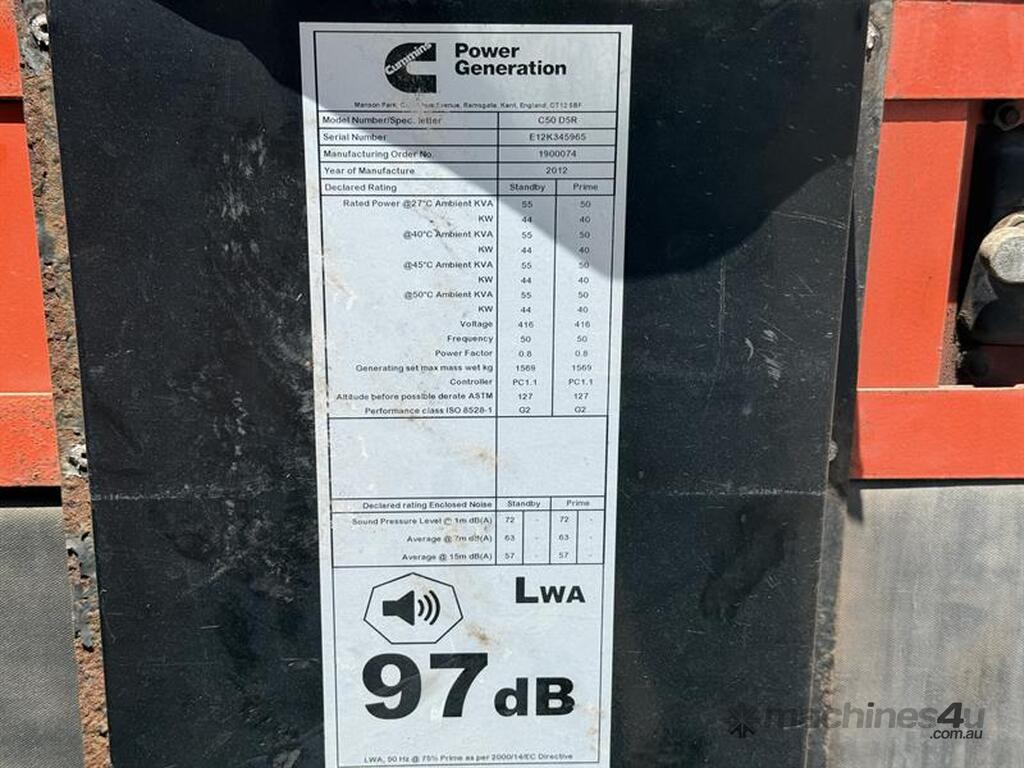 Cummins
Power
Generation
Manson Park, Avenue, Ramsgate, Kent, England, CT12 5BF
Model Number/Spec. letter C50 D5R
Serial Number E12K345965
Manufacturing Order No. 1900074
Year of Manufacture 2012
Declared Rating Standby Prime
Rated Power @27°C Ambient KVA 55 50
KW 44 40
@40°C Ambient KVA 55 50
KW 44 40
@45°C Ambient KVA 55 50
KW 44 40
@50°C Ambient KVA 55 50
KW 44 40
Voltage 416 416
Frequency 50 50
Power Factor 0.8 0.8
Generating set max mass wet kg 1569 1569
Controller PC1.1 PC1.1
Altitude before possible derate ASTM 127 127
Performance class ISO 8528-1 G2 G2
Declared rating Enclosed Noise Standby Prime
Sound Pressure Level @ 1m dB(A) 72 - 72 -
Average @ 7m dB(A) 63 - 63 -
Average @ 15m dB(A) 57 - 57 -
LWA
97 dB
LWA, 50 Hz @ 75% Prime as per 2000/14/EC Directive
machines4u
.com.au